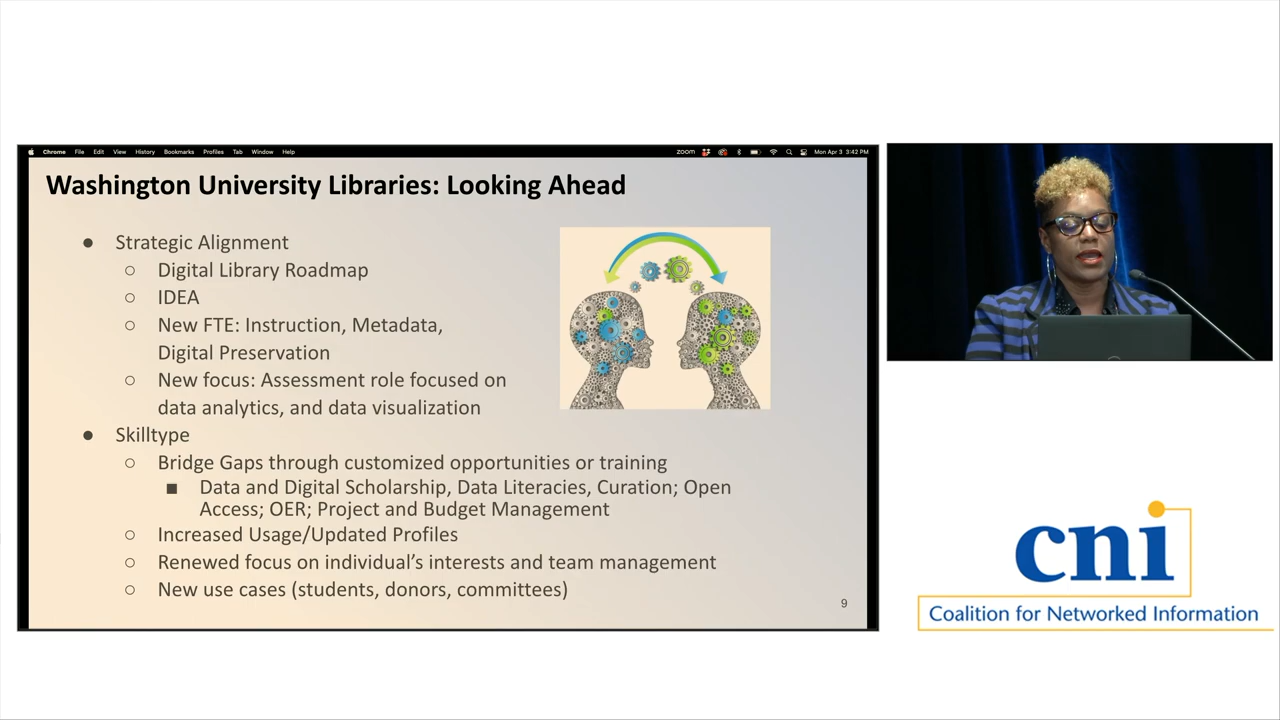 Chrome File Edit View History Bookmarks Profiles Tab Window Help zoom Mon Apr 3 3:42 PM
Washington University Libraries: Looking Ahead
● Strategic Alignment
○ Digital Library Roadmap
○ IDEA
○ New FTE: Instruction, Metadata,
Digital Preservation
○ New focus: Assessment role focused on
data analytics, and data visualization
● Skilltype
○ Bridge Gaps through customized opportunities or training
■ Data and Digital Scholarship, Data Literacies, Curation; Open
Access; OER; Project and Budget Management
○ Increased Usage/Updated Profiles
○ Renewed focus on individual's interests and team management
○ New use cases (students, donors, committees)
9
cni
Coalition for Networked Information